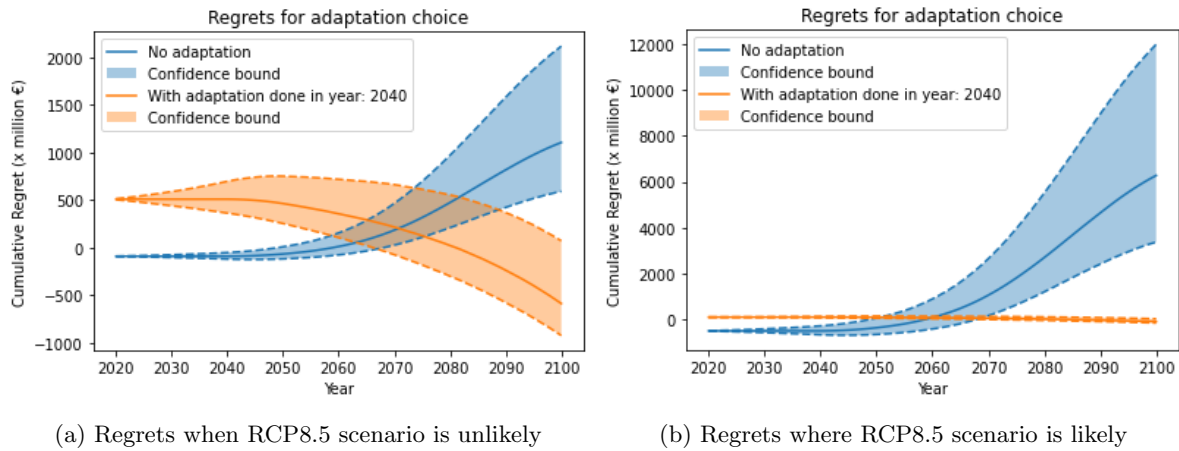 Regrets for adaptation choice
2000
1500
1000
500
0
−500
−1000
Cumulative Regret (x million €)
No adaptation
Confidence bound
With adaptation done in year: 2040
Confidence bound
2020 2030 2040 2050 2060 2070 2080 2090 2100
Year
(a) Regrets when RCP8.5 scenario is unlikely
Regrets for adaptation choice
12000
10000
8000
6000
4000
2000
0
Cumulative Regret (x million €)
No adaptation
Confidence bound
With adaptation done in year: 2040
Confidence bound
2020 2030 2040 2050 2060 2070 2080 2090 2100
Year
(b) Regrets where RCP8.5 scenario is likely